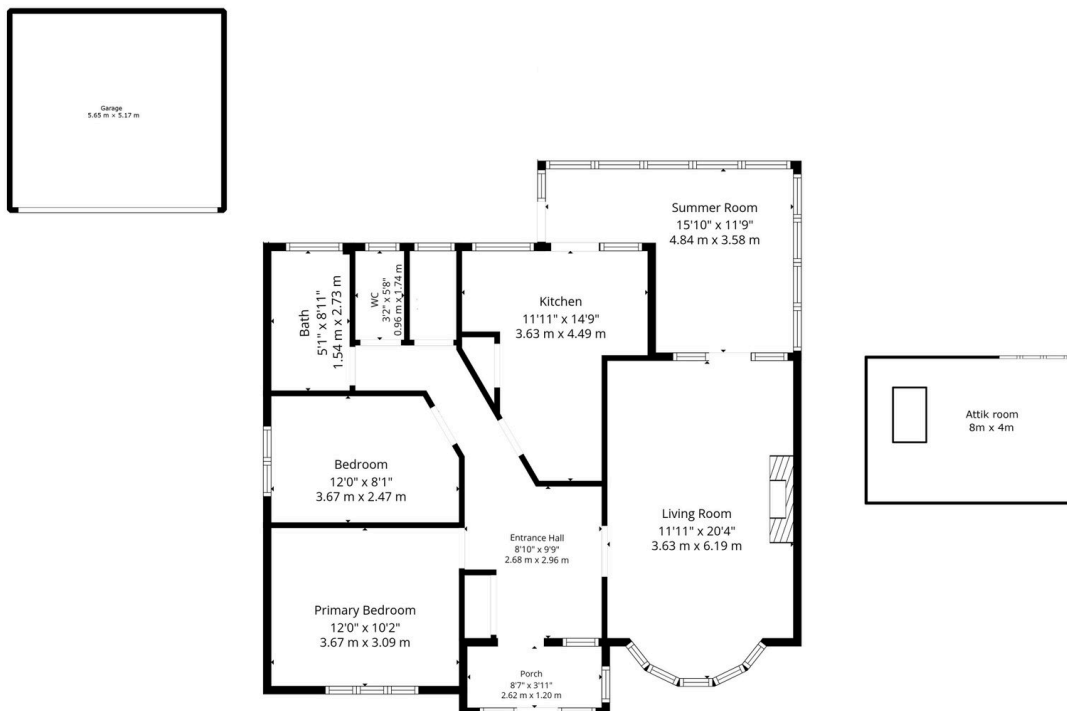 Garage
5.65 m × 5.17 m
Summer Room
15'10" x 11'9"
4.84 m x 3.58 m
Bath
5'1" x 8'11"
1.54 m x 2.73 m
WC
3'2" x 5'8"
0.96 m x 1.74 m
Kitchen
11'11" x 14'9"
3.63 m x 4.49 m
Attik room
8m x 4m
Bedroom
12'0" x 8'1"
3.67 m x 2.47 m
Living Room
11'11" x 20'4"
3.63 m x 6.19 m
Entrance Hall
8'10" x 9'9"
2.68 m x 2.96 m
Primary Bedroom
12'0" x 10'2"
3.67 m x 3.09 m
Porch
8'7" x 3'11"
2.62 m x 1.20 m